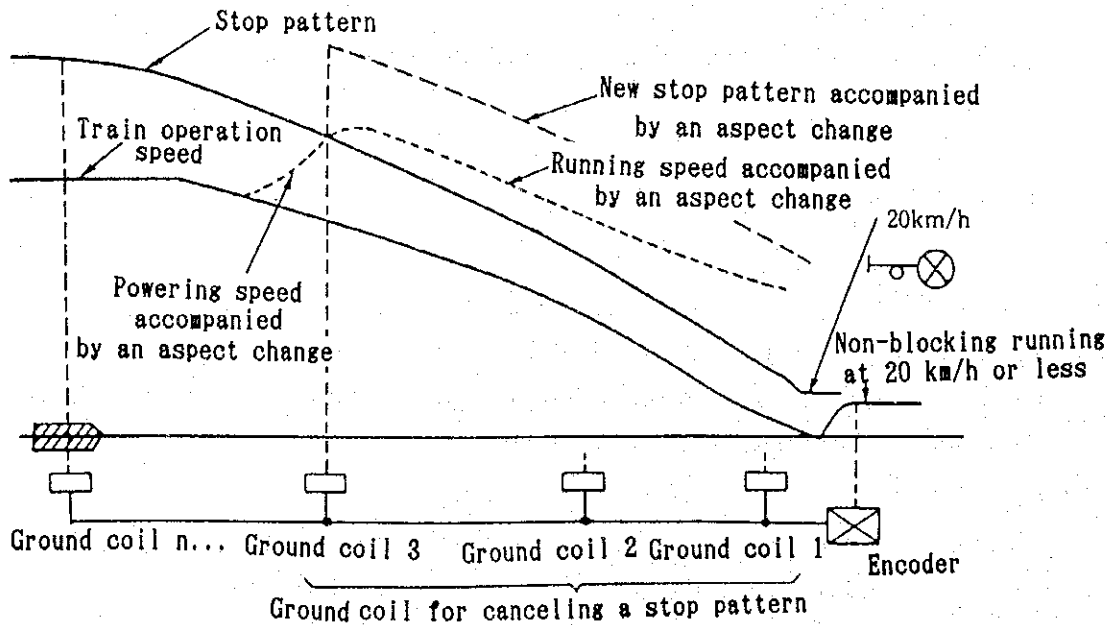 Stop pattern
New stop pattern accompanied
by an aspect change
Train operation
speed
Running speed accompanied
by an aspect change
20km/h
Powering speed
accompanied
by an aspect change
Non-blocking running
at 20 km/h or less
Ground coil n...
Ground coil 3
Ground coil 2
Ground coil 1
Encoder
Ground coil for canceling a stop pattern